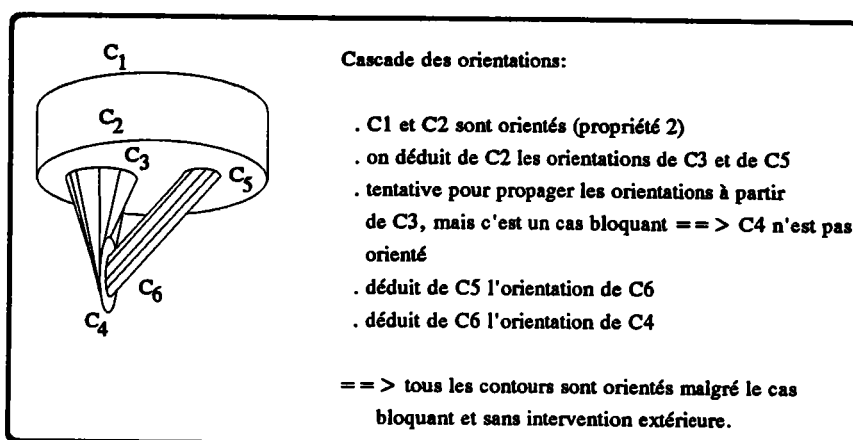 C1
C2
C3
C5
C6
C4
Cascade des orientations:
. C1 et C2 sont orientés (propriété 2)
. on déduit de C2 les orientations de C3 et de C5
. tentative pour propager les orientations à partir
de C3, mais c'est un cas bloquant ==> C4 n'est pas
orienté
. déduit de C5 l'orientation de C6
. déduit de C6 l'orientation de C4
==> tous les contours sont orientés malgré le cas
bloquant et sans intervention extérieure.